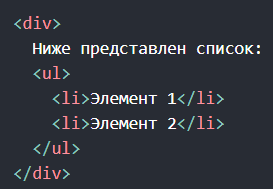 <div>
  Ниже представлен список:
  <ul>
    <li>Элемент 1</li>
    <li>Элемент 2</li>
  </ul>
</div>